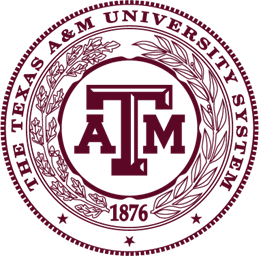 THE TEXAS A&M UNIVERSITY SYSTEM
ATM
1876